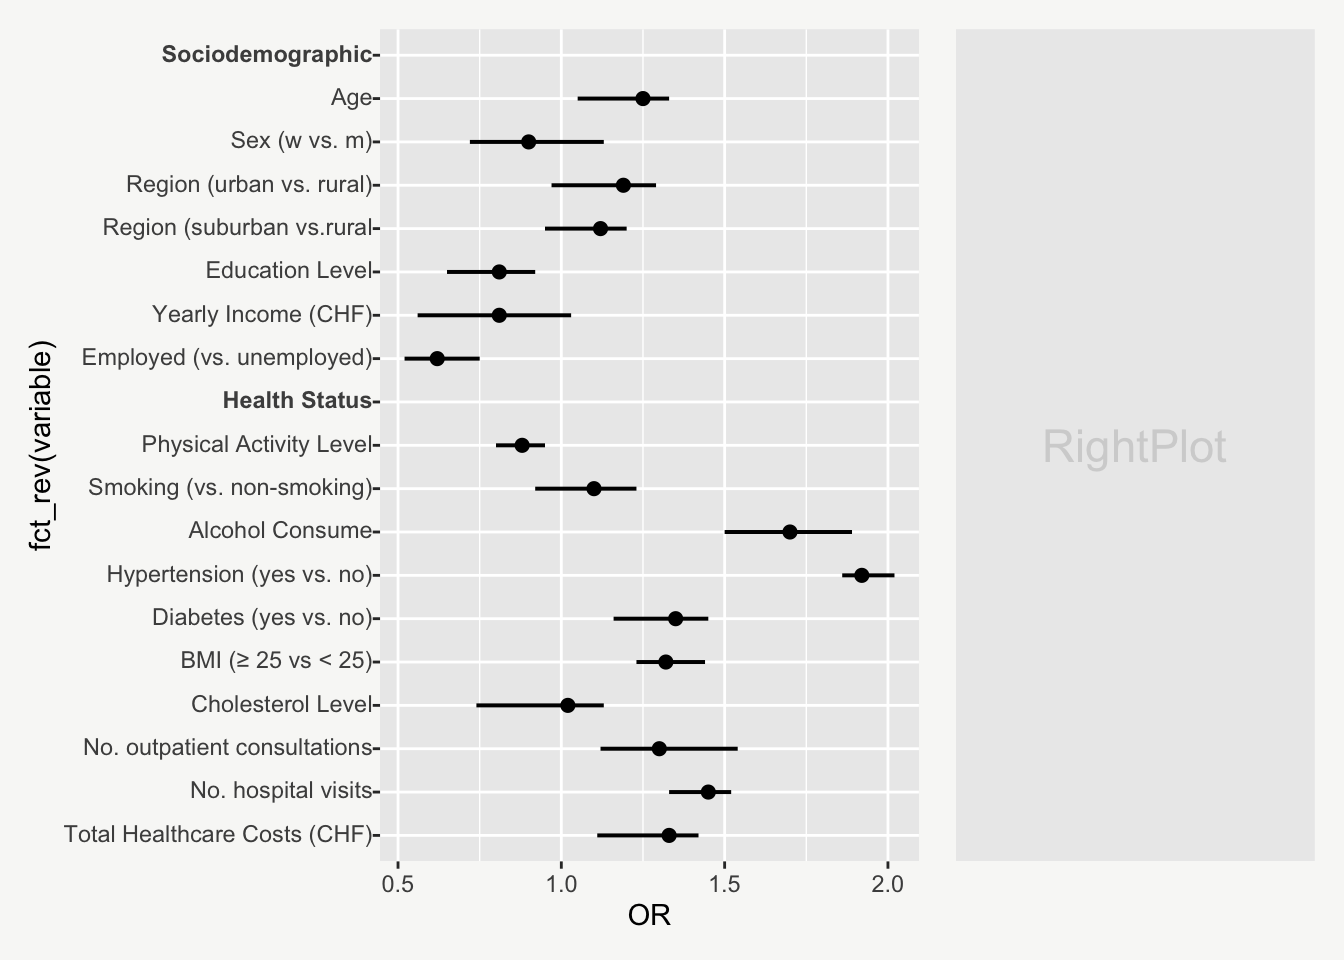 Sociodemographic
Age
Sex (w vs. m)
Region (urban vs. rural)
Region (suburban vs.rural
Education Level
Yearly Income (CHF)
Employed (vs. unemployed)
Health Status
Physical Activity Level
Smoking (vs. non-smoking)
Alcohol Consume
Hypertension (yes vs. no)
Diabetes (yes vs. no)
BMI (≥ 25 vs < 25)
Cholesterol Level
No. outpatient consultations
No. hospital visits
Total Healthcare Costs (CHF)
fct_rev(variable)
0.5 1.0 1.5 2.0
OR
RightPlot